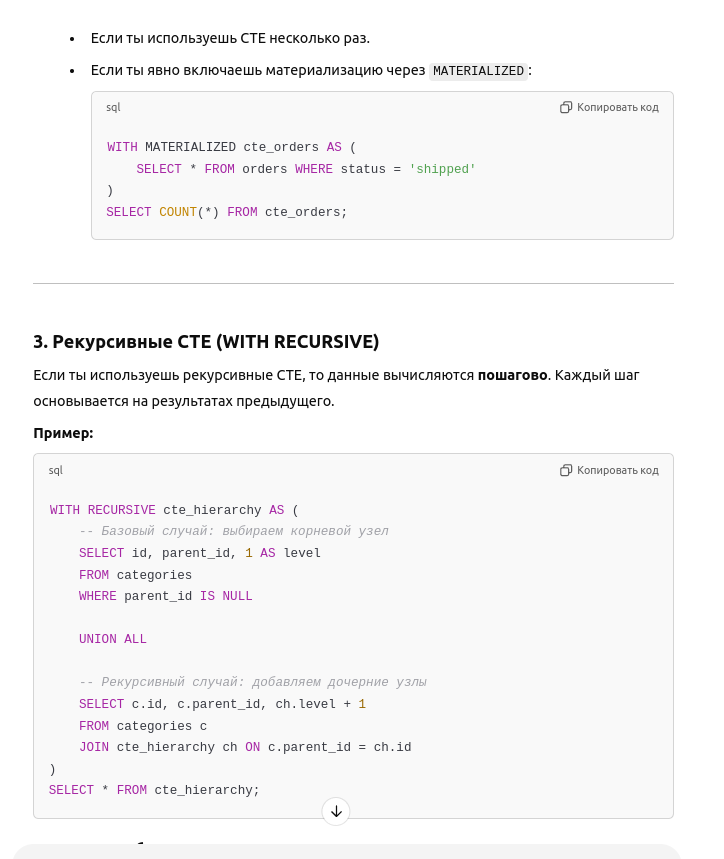 Если ты используешь CTE несколько раз.
Если ты явно включаешь материализацию через MATERIALIZED:
sql
Копировать код
WITH MATERIALIZED cte_orders AS (
    SELECT * FROM orders WHERE status = 'shipped'
)
SELECT COUNT(*) FROM cte_orders;
3. Рекурсивные CTE (WITH RECURSIVE)
Если ты используешь рекурсивные CTE, то данные вычисляются пошагово. Каждый шаг
основывается на результатах предыдущего.
Пример:
sql
Копировать код
WITH RECURSIVE cte_hierarchy AS (
    -- Базовый случай: выбираем корневой узел
    SELECT id, parent_id, 1 AS level
    FROM categories
    WHERE parent_id IS NULL
    UNION ALL
    -- Рекурсивный случай: добавляем дочерние узлы
    SELECT c.id, c.parent_id, ch.level + 1
    FROM categories c
    JOIN cte_hierarchy ch ON c.parent_id = ch.id
)
SELECT * FROM cte_hierarchy;